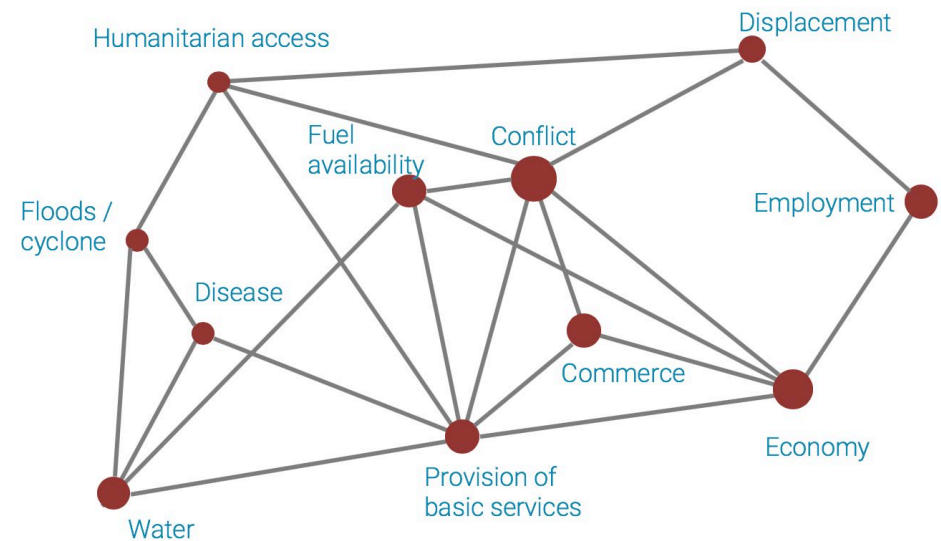 Displacement
Humanitarian access
Fuel
availability
Conflict
Floods /
cyclone
Employment
Disease
Commerce
Economy
Provision of
basic services
Water